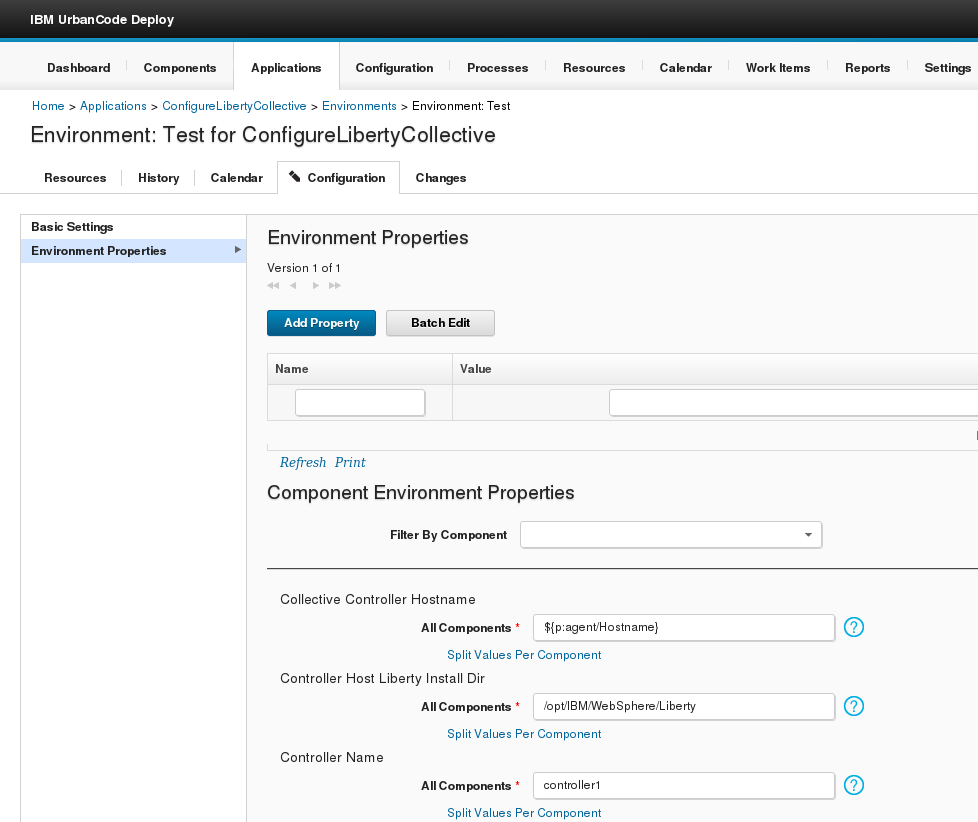 IBM UrbanCode Deploy
Dashboard Components Applications Configuration Processes Resources Calendar Work Items Reports Settings
Home > Applications > ConfigureLibertyCollective > Environments > Environment: Test
Environment: Test for ConfigureLibertyCollective
Resources History Calendar Configuration Changes
Basic Settings
Environment Properties
Environment Properties
Version 1 of 1
Add Property Batch Edit
Name Value
Refresh Print
Component Environment Properties
Filter By Component
Collective Controller Hostname
All Components * ${p:agent/Hostname} ?
Split Values Per Component
Controller Host Liberty Install Dir
All Components * /opt/IBM/WebSphere/Liberty ?
Split Values Per Component
Controller Name
All Components * controller1 ?
Split Values Per Component